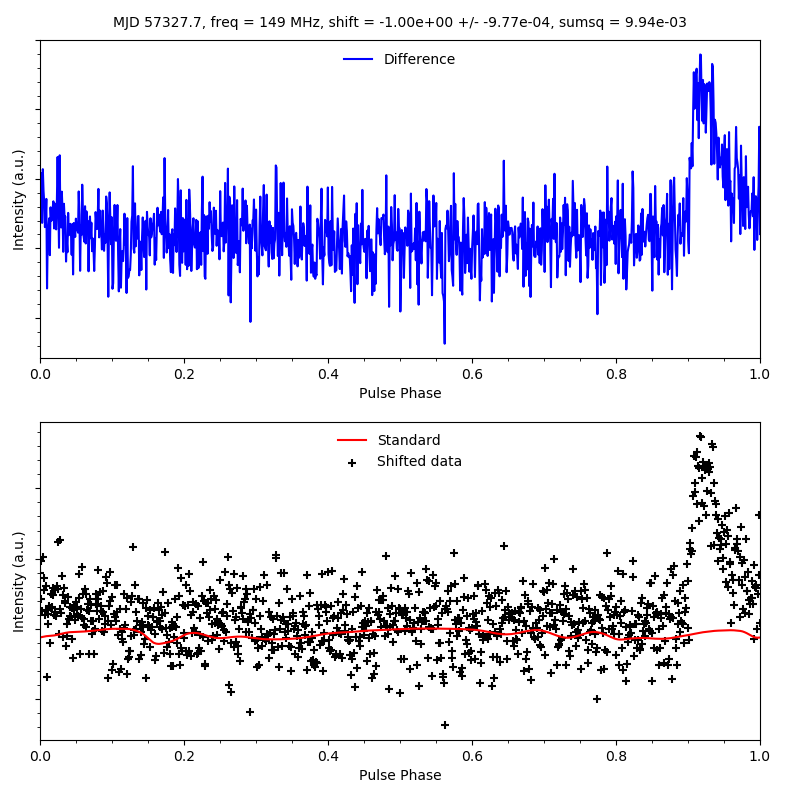 MJD 57327.7, freq = 149 MHz, shift = -1.00e+00 +/- -9.77e-04, sumsq = 9.94e-03
Difference
Intensity (a.u.)
0.0 0.2 0.4 0.6 0.8 1.0
Pulse Phase
Standard
Shifted data
Intensity (a.u.)
0.0 0.2 0.4 0.6 0.8 1.0
Pulse Phase